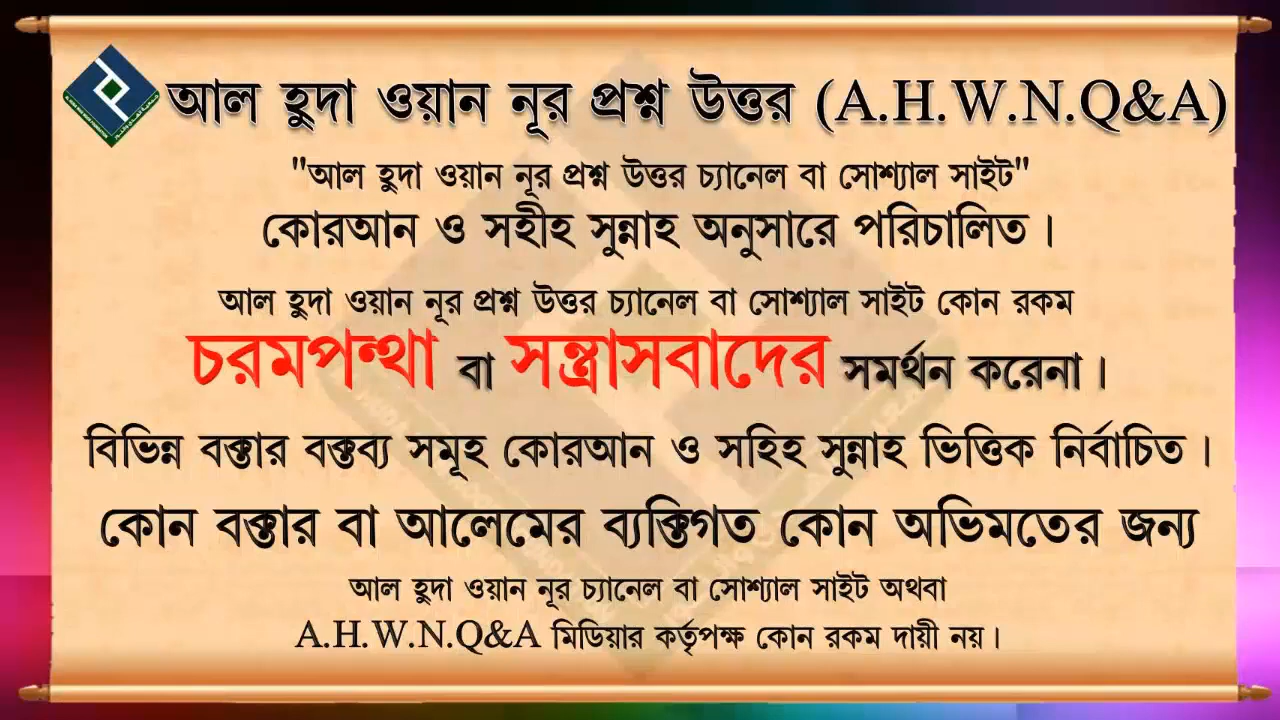 আল হুদা ওয়ান নূর প্রশ্ন উত্তর (A.H.W.N.Q&A)
"আল হুদা ওয়ান নূর প্রশ্ন উত্তর চ্যানেল বা সোশ্যাল সাইট"
কোরআন ও সহীহ সুন্নাহ অনুসারে পরিচালিত।
আল হুদা ওয়ান নূর প্রশ্ন উত্তর চ্যানেল বা সোশ্যাল সাইট কোন রকম
চরমপন্থা বা সন্ত্রাসবাদের সমর্থন করেনা।
বিভিন্ন বক্তার বক্তব্য সমূহ কোরআন ও সহিহ সুন্নাহ ভিত্তিক নির্বাচিত।
কোন বক্তার বা আলেমের ব্যক্তিগত কোন অভিমতের জন্য
আল হুদা ওয়ান নূর চ্যানেল বা সোশ্যাল সাইট অথবা
A.H.W.N.Q&A মিডিয়ার কর্তৃপক্ষ কোন রকম দায়ী নয়।